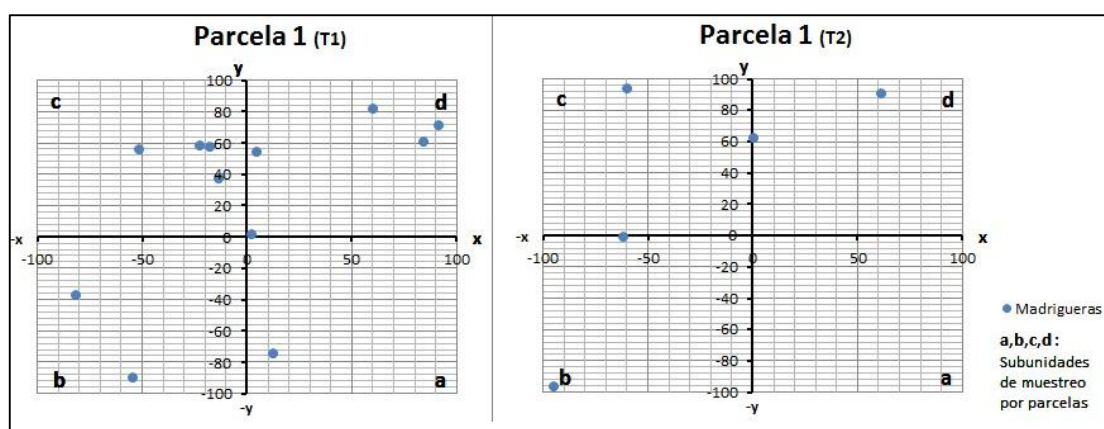 Parcela 1 (T1)
y
100
c
d
80
60
40
20
-x
0
x
-100
-50
0
50
100
-20
-40
-60
-80
b
a
-100
-y
Parcela 1 (T2)
y
100
c
d
80
60
40
20
-x
0
x
-100
-50
0
50
100
-20
-40
-60
-80
b
a
-100
-y
Madrigueras
a,b,c,d :
Subunidades
de muestreo
por parcelas